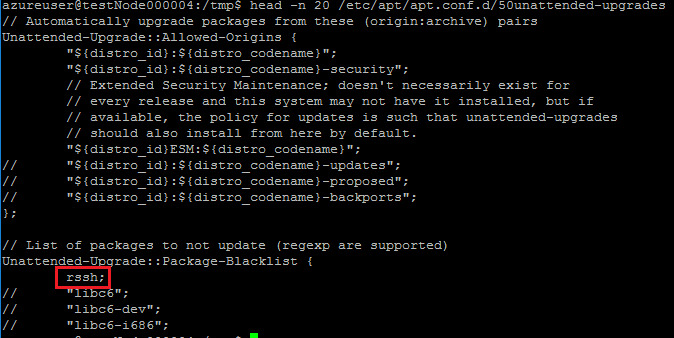 azureuser@testNode000004:/tmp$ head -n 20 /etc/apt/apt.conf.d/50unattended-upgrades
// Automatically upgrade packages from these (origin:archive) pairs
Unattended-Upgrade::Allowed-Origins {
        "${distro_id}:${distro_codename}";
        "${distro_id}:${distro_codename}-security";
        // Extended Security Maintenance; doesn't necessarily exist for
        // every release and this system may not have it installed, but if
        // available, the policy for updates is such that unattended-upgrades
        // should also install from here by default.
        "${distro_id}ESM:${distro_codename}";
//      "${distro_id}:${distro_codename}-updates";
//      "${distro_id}:${distro_codename}-proposed";
//      "${distro_id}:${distro_codename}-backports";
};

// List of packages to not update (regexp are supported)
Unattended-Upgrade::Package-Blacklist {
        rssh;
//      "libc6";
//      "libc6-dev";
//      "libc6-i686";